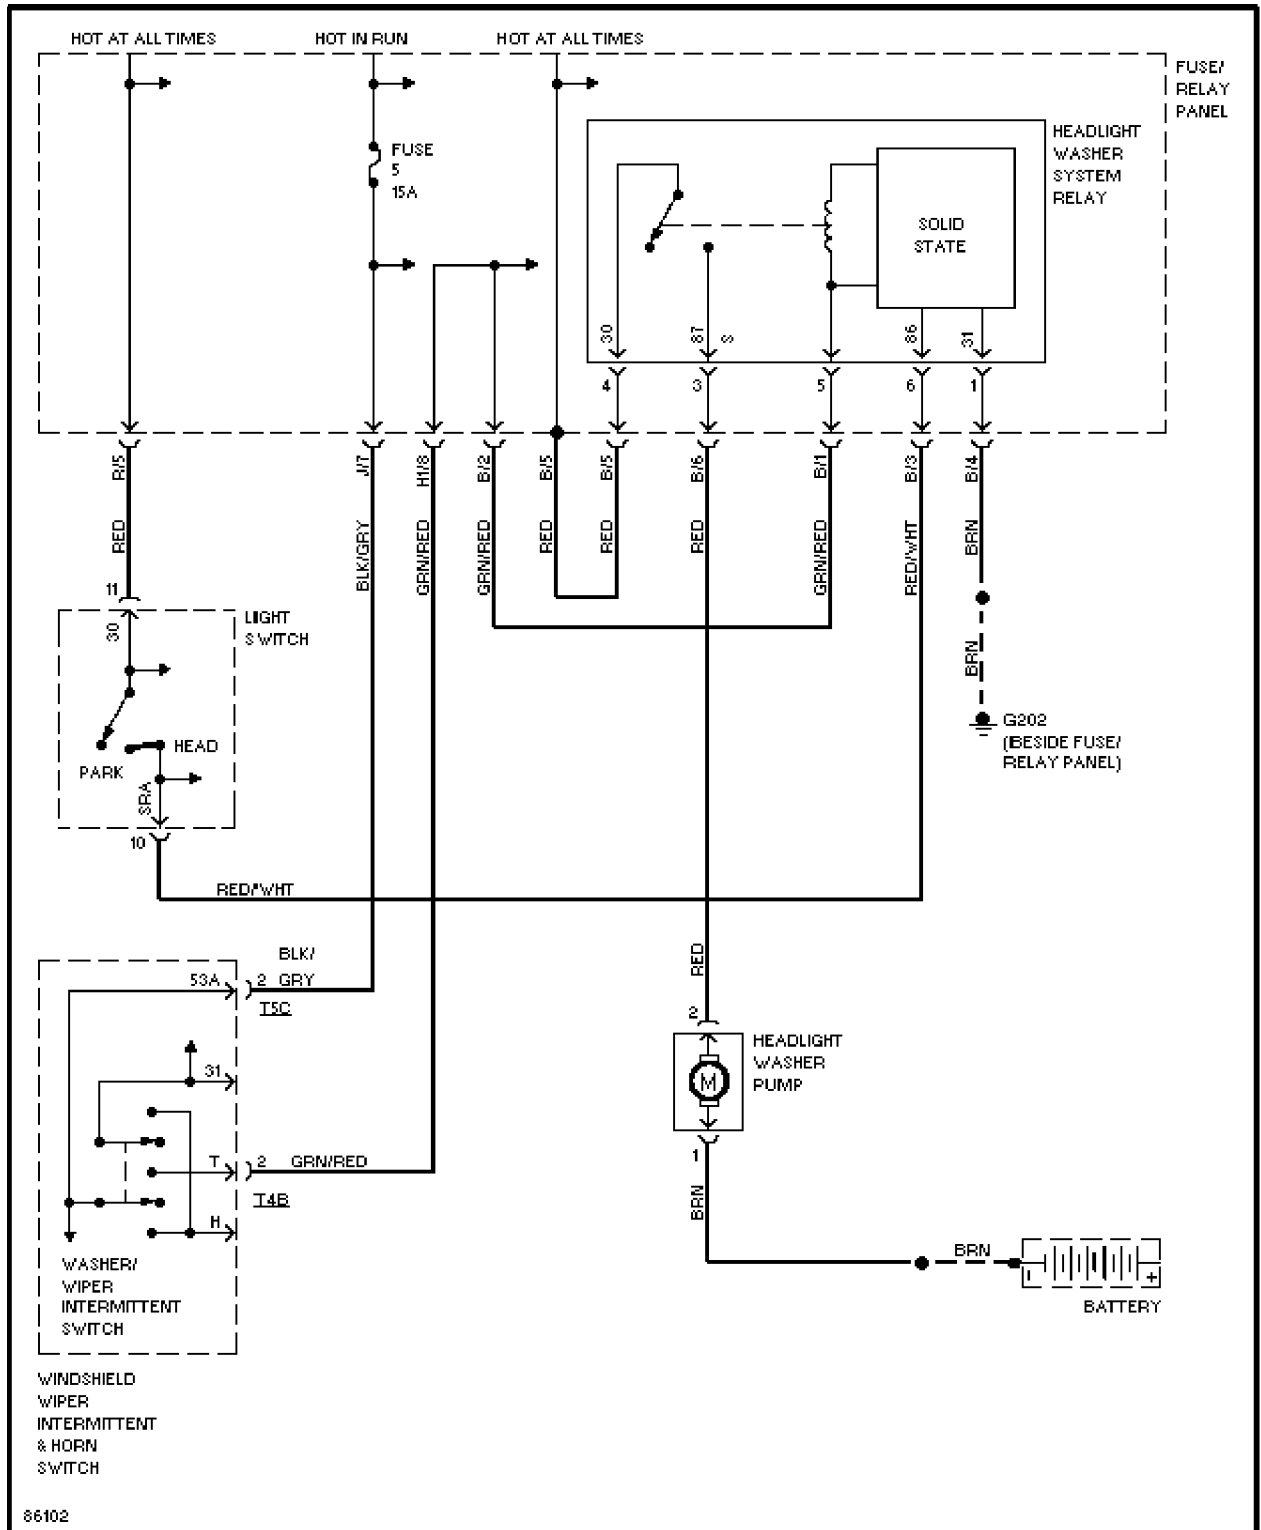 HOT AT ALL TIMES
HOT IN RUN
HOT AT ALL TIMES
FUSE/
RELAY
PANEL
HEADLIGHT
WASHER
SYSTEM
RELAY
FUSE
5
15A
SOLID
STATE
30
87
S
86
31
4
3
5
6
1
R/5
J/7
H1/8
B/2
B/5
B/5
B/6
B/1
B/3
B/4
RED
BLK/GRY
GRN/RED
GRN/RED
RED
RED
RED
GRN/RED
RED/WHT
BRN
11
30
LIGHT
SWITCH
BRN
G202
(BESIDE FUSE/
RELAY PANEL)
HEAD
PARK
SRA
10
RED/WHT
BLK/
53A
2
GRY
T5C
RED
2
HEADLIGHT
WASHER
PUMP
M
31
T
2
GRN/RED
T4B
H
1
BRN
BRN
-
+
BATTERY
WASHER/
WIPER
INTERMITTENT
SWITCH
WINDSHIELD
WIPER
INTERMITTENT
& HORN
SWITCH
86102